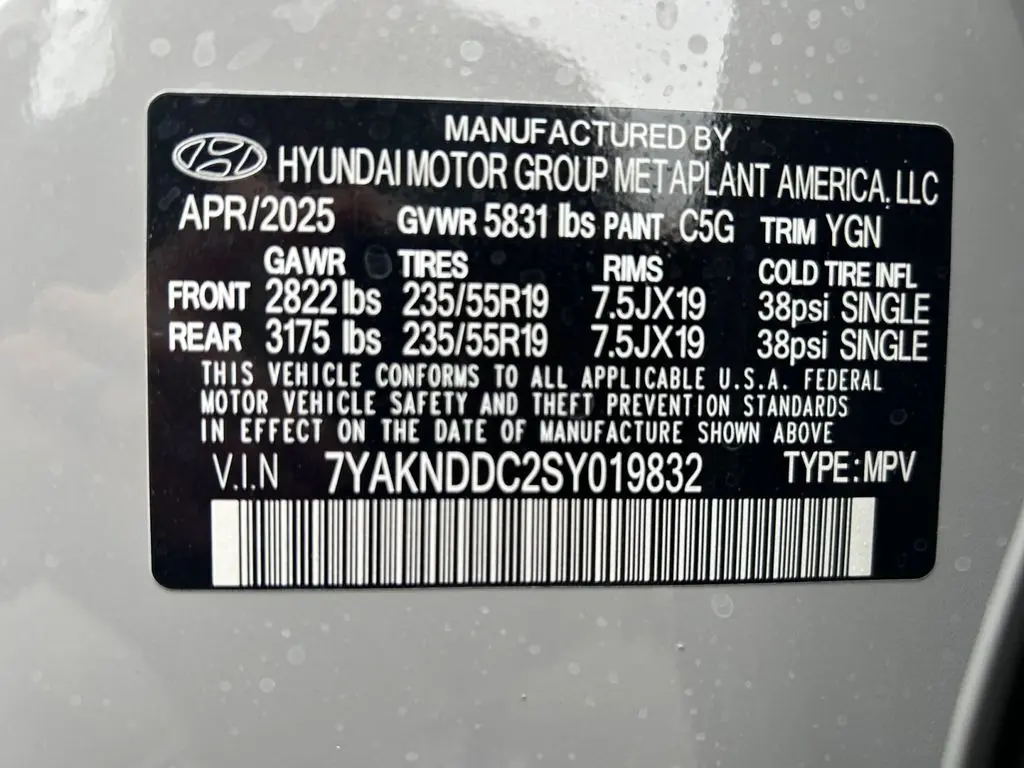 MANUFACTURED BY
HYUNDAI MOTOR GROUP METAPLANT AMERICA, LLC
APR/2025 GVWR 5831 lbs PAINT C5G TRIM YGN
GAWR TIRES RIMS COLD TIRE INFL
FRONT 2822 lbs 235/55R19 7.5JX19 38psi SINGLE
REAR 3175 lbs 235/55R19 7.5JX19 38psi SINGLE
THIS VEHICLE CONFORMS TO ALL APPLICABLE U.S.A. FEDERAL
MOTOR VEHICLE SAFETY AND THEFT PREVENTION STANDARDS
IN EFFECT ON THE DATE OF MANUFACTURE SHOWN ABOVE
V.I.N 7YAKNDDC2SY019832 TYPE:MPV